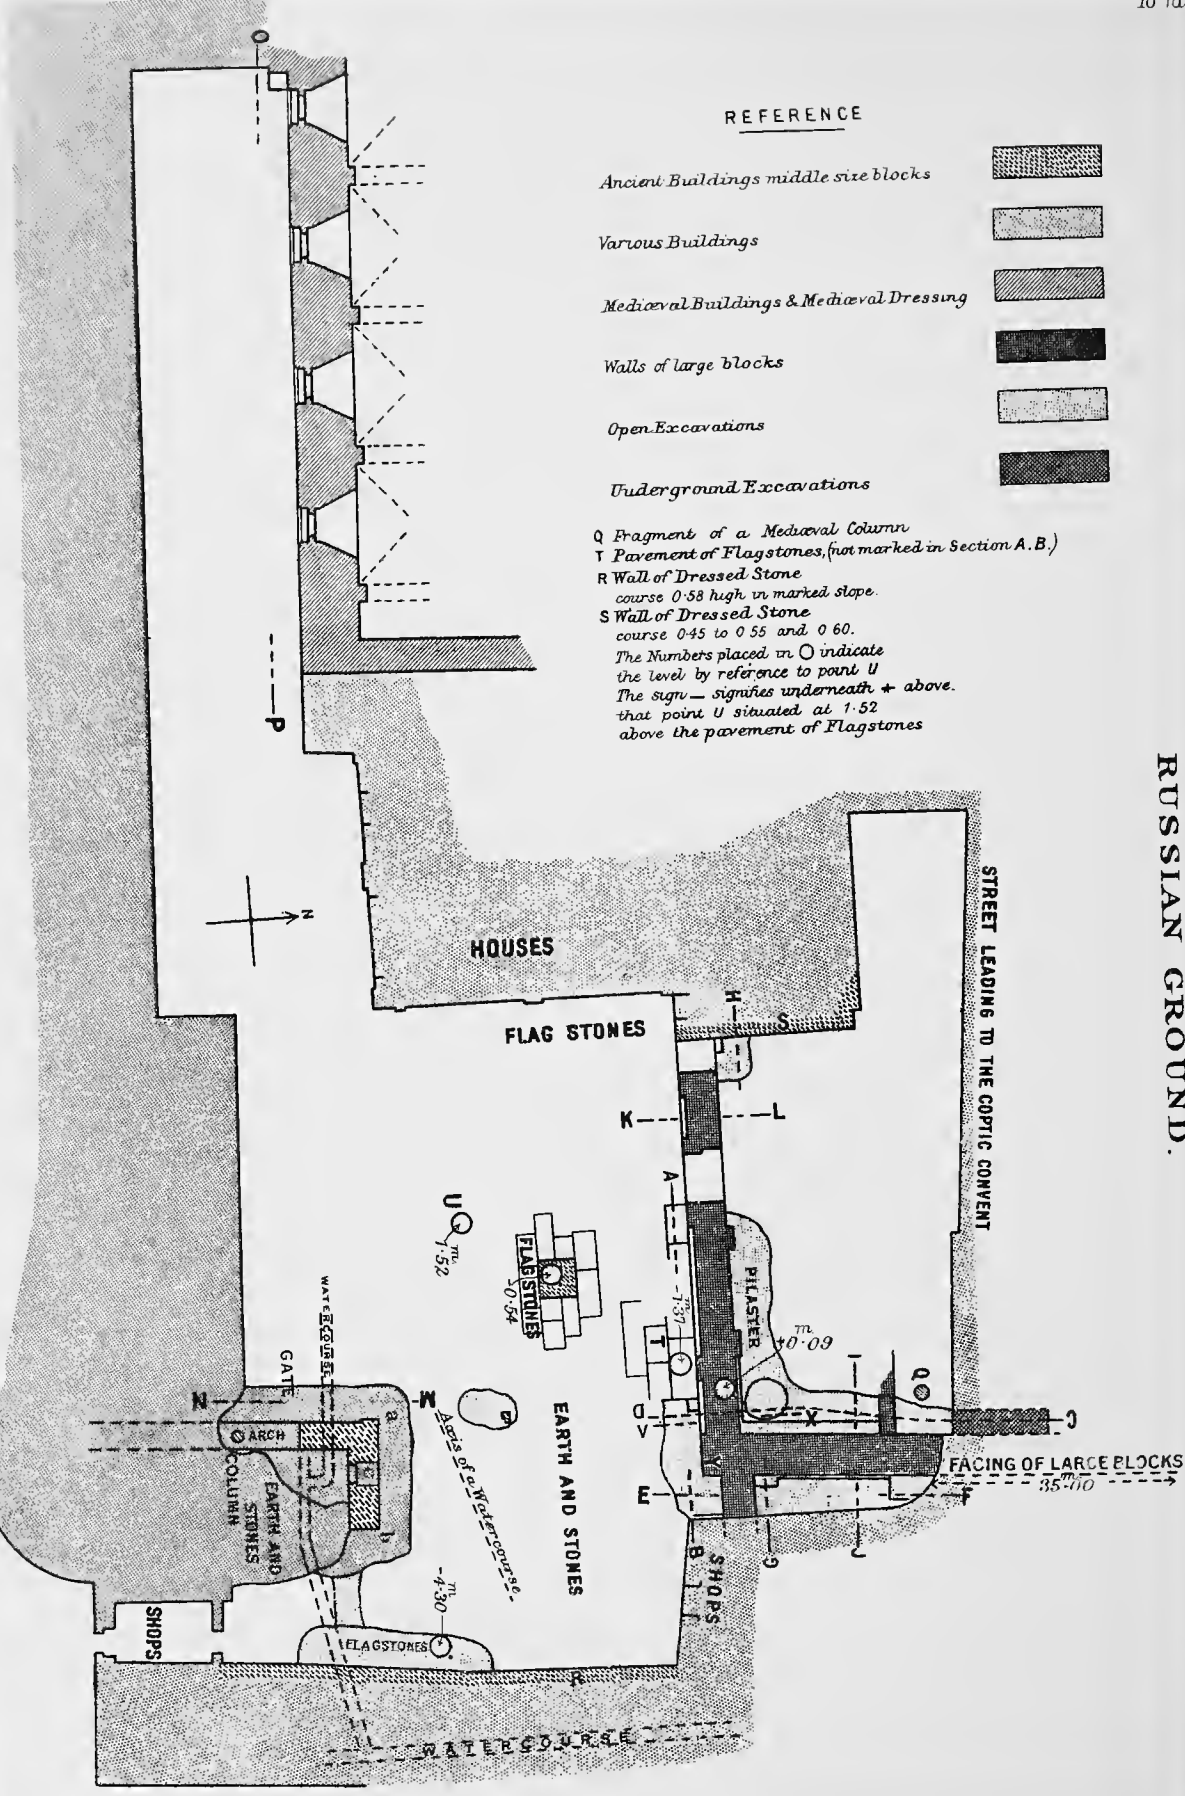 REFERENCE
Ancient Buildings middle size blocks
Various Buildings
Mediæval Buildings & Mediæval Dressing
Walls of large blocks
Open Excavations
Underground Excavations
Q Fragment of a Mediæval Column
T Pavement of Flagstones, (not marked in Section A.B.)
R Wall of Dressed Stone
course 0·58 high in marked slope.
S Wall of Dressed Stone
course 0·45 to 0 55 and 0 60.
The Numbers placed in O indicate
the level by reference to point U
The sign — signifies underneath + above.
that point U situated at 1·52
above the pavement of Flagstones
RUSSIAN GROUND.
STREET LEADING TO THE COPTIC CONVENT
O
P
N
HOUSES
FLAG STONES
H
S
K
L
A
U
m
1·52
FLAG STONES
-0·54
m
-1·37
T
PILASTER
m
+0·09
I
Q
X
C
D
V
Y
E
F
FACING OF LARGE BLOCKS
m
35·00
B
G
J
SHOPS
WATERCOURSE
GATE
N
M
a
ARCH
COLUMN
EARTH AND
STONES
b
Axis of a Watercourse
EARTH AND STONES
m
-4·30
FLAGSTONES
SHOPS
R
WATERCOURSE